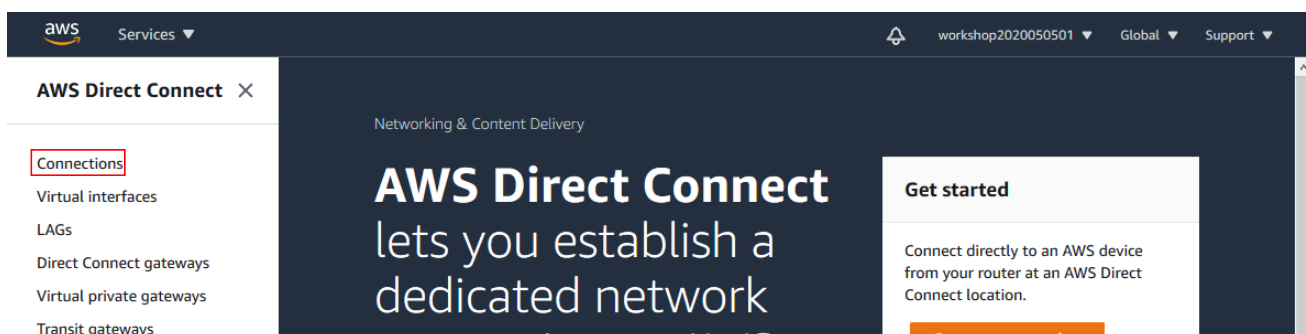 aws Services ▼ workshop2020050501 ▼ Global ▼ Support ▼
AWS Direct Connect ×
Connections
Virtual interfaces
LAGs
Direct Connect gateways
Virtual private gateways
Transit gateways
Networking & Content Delivery
AWS Direct Connect
lets you establish a
dedicated network
Get started
Connect directly to an AWS device
from your router at an AWS Direct
Connect location.